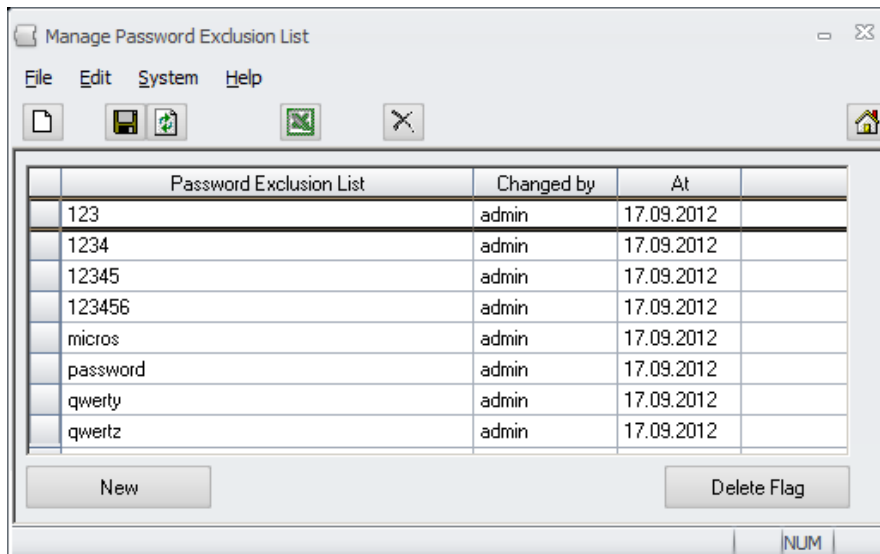 Manage Password Exclusion List
File Edit System Help
Password Exclusion List Changed by At
123 admin 17.09.2012
1234 admin 17.09.2012
12345 admin 17.09.2012
123456 admin 17.09.2012
micros admin 17.09.2012
password admin 17.09.2012
qwerty admin 17.09.2012
qwertz admin 17.09.2012
New Delete Flag
NUM